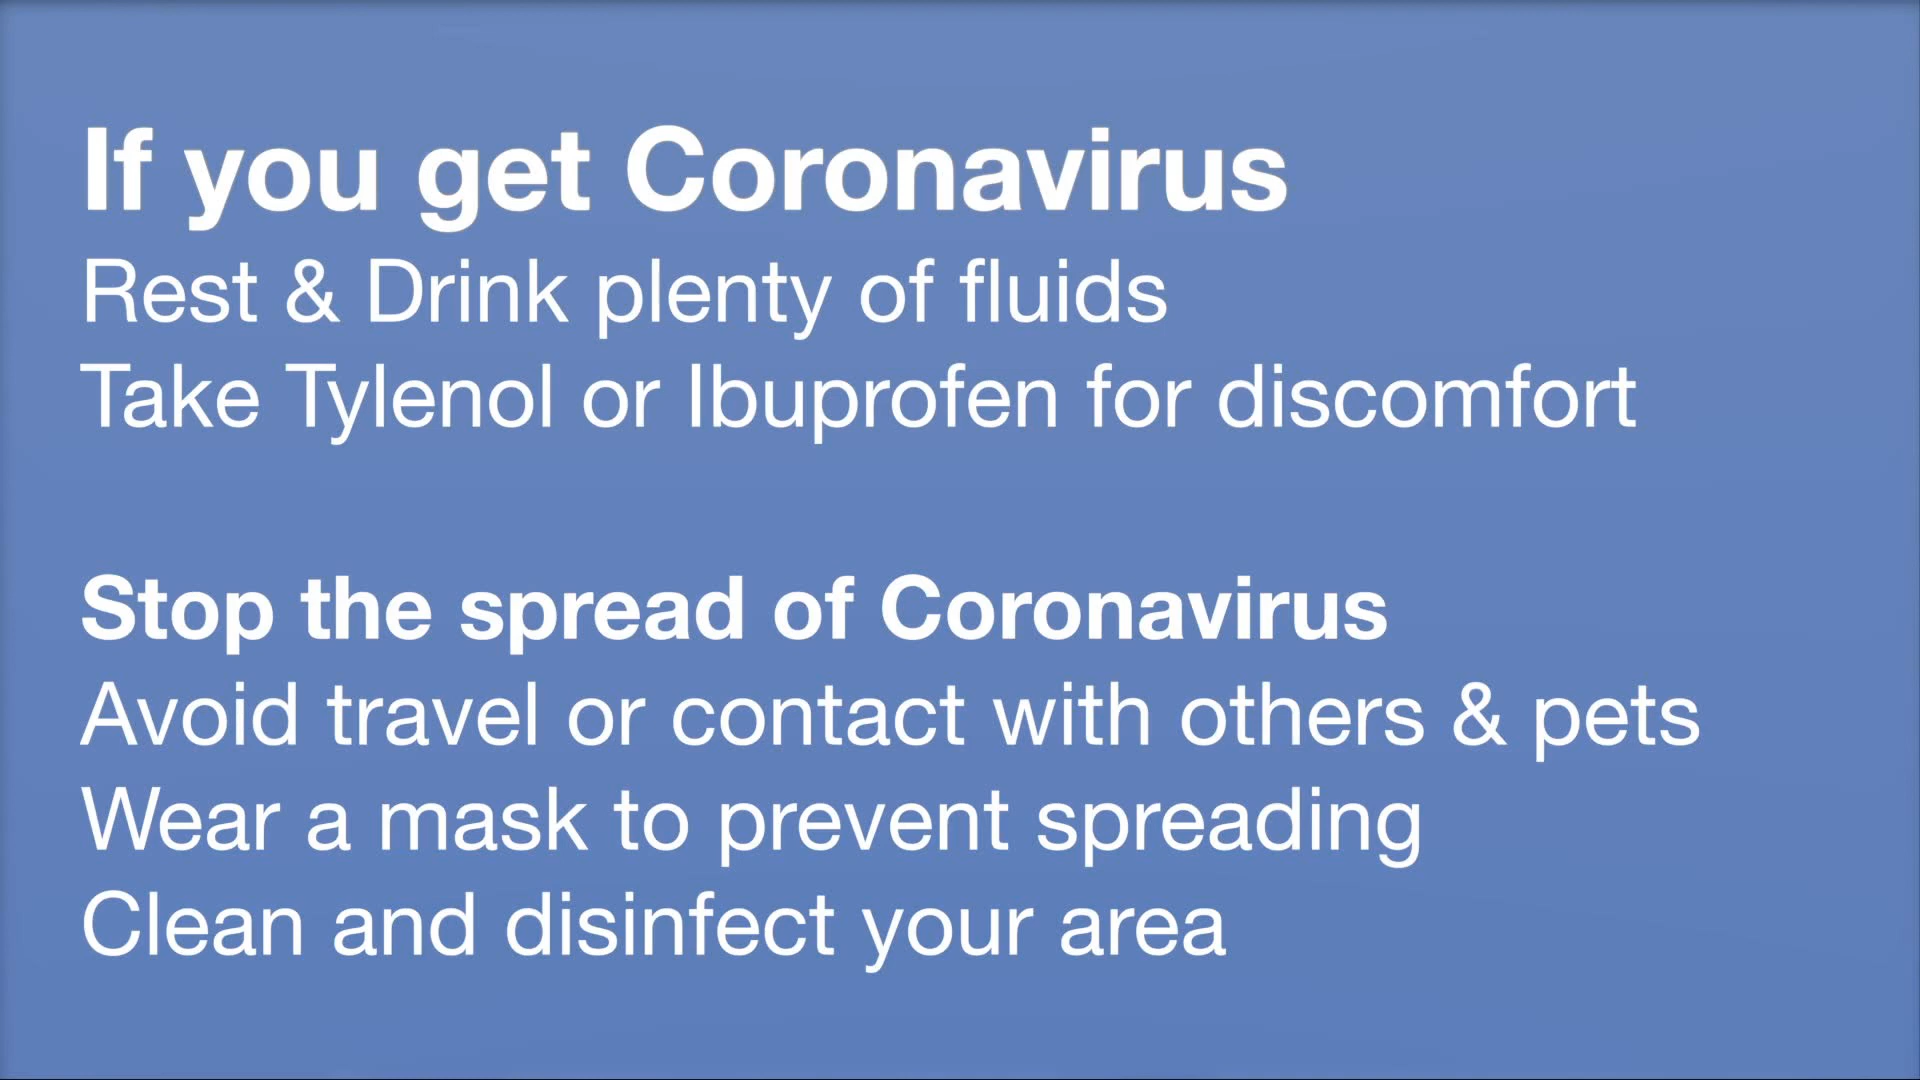 If you get Coronavirus
Rest & Drink plenty of fluids
Take Tylenol or Ibuprofen for discomfort
Stop the spread of Coronavirus
Avoid travel or contact with others & pets
Wear a mask to prevent spreading
Clean and disinfect your area